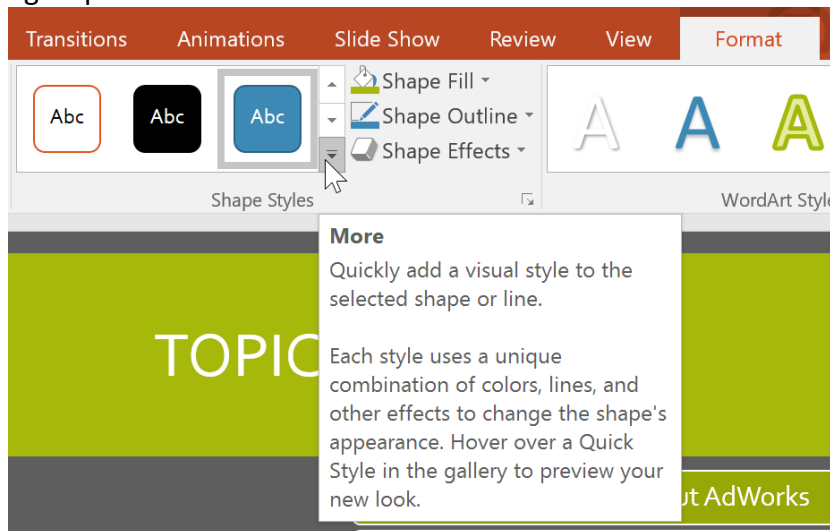 Transitions Animations Slide Show Review View Format
Abc Abc Abc
Shape Fill
Shape Outline
Shape Effects
A A A
Shape Styles
WordArt Style
More
Quickly add a visual style to the
selected shape or line.
Each style uses a unique
combination of colors, lines, and
other effects to change the shape's
appearance. Hover over a Quick
Style in the gallery to preview your
new look.
TOPIC
AdWorks